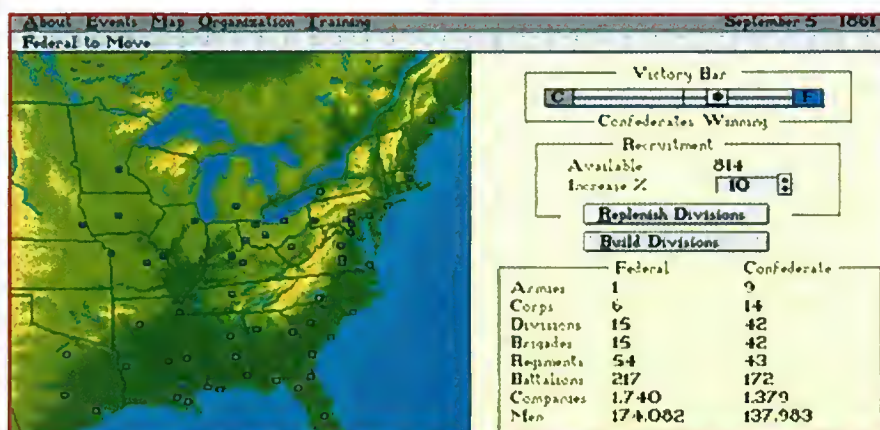 About Events Map Organization Training September 5 1861
Federal to Move
Victory Bar
C F
Confederates Winning
Recruitment
Available 814
Increase % 10
Replenish Divisions
Build Divisions
Federal Confederate
Armies 1 9
Corps 6 14
Divisions 15 42
Brigades 15 42
Regiments 54 43
Battalions 217 172
Companies 1,740 1,379
Men 174,082 137,983